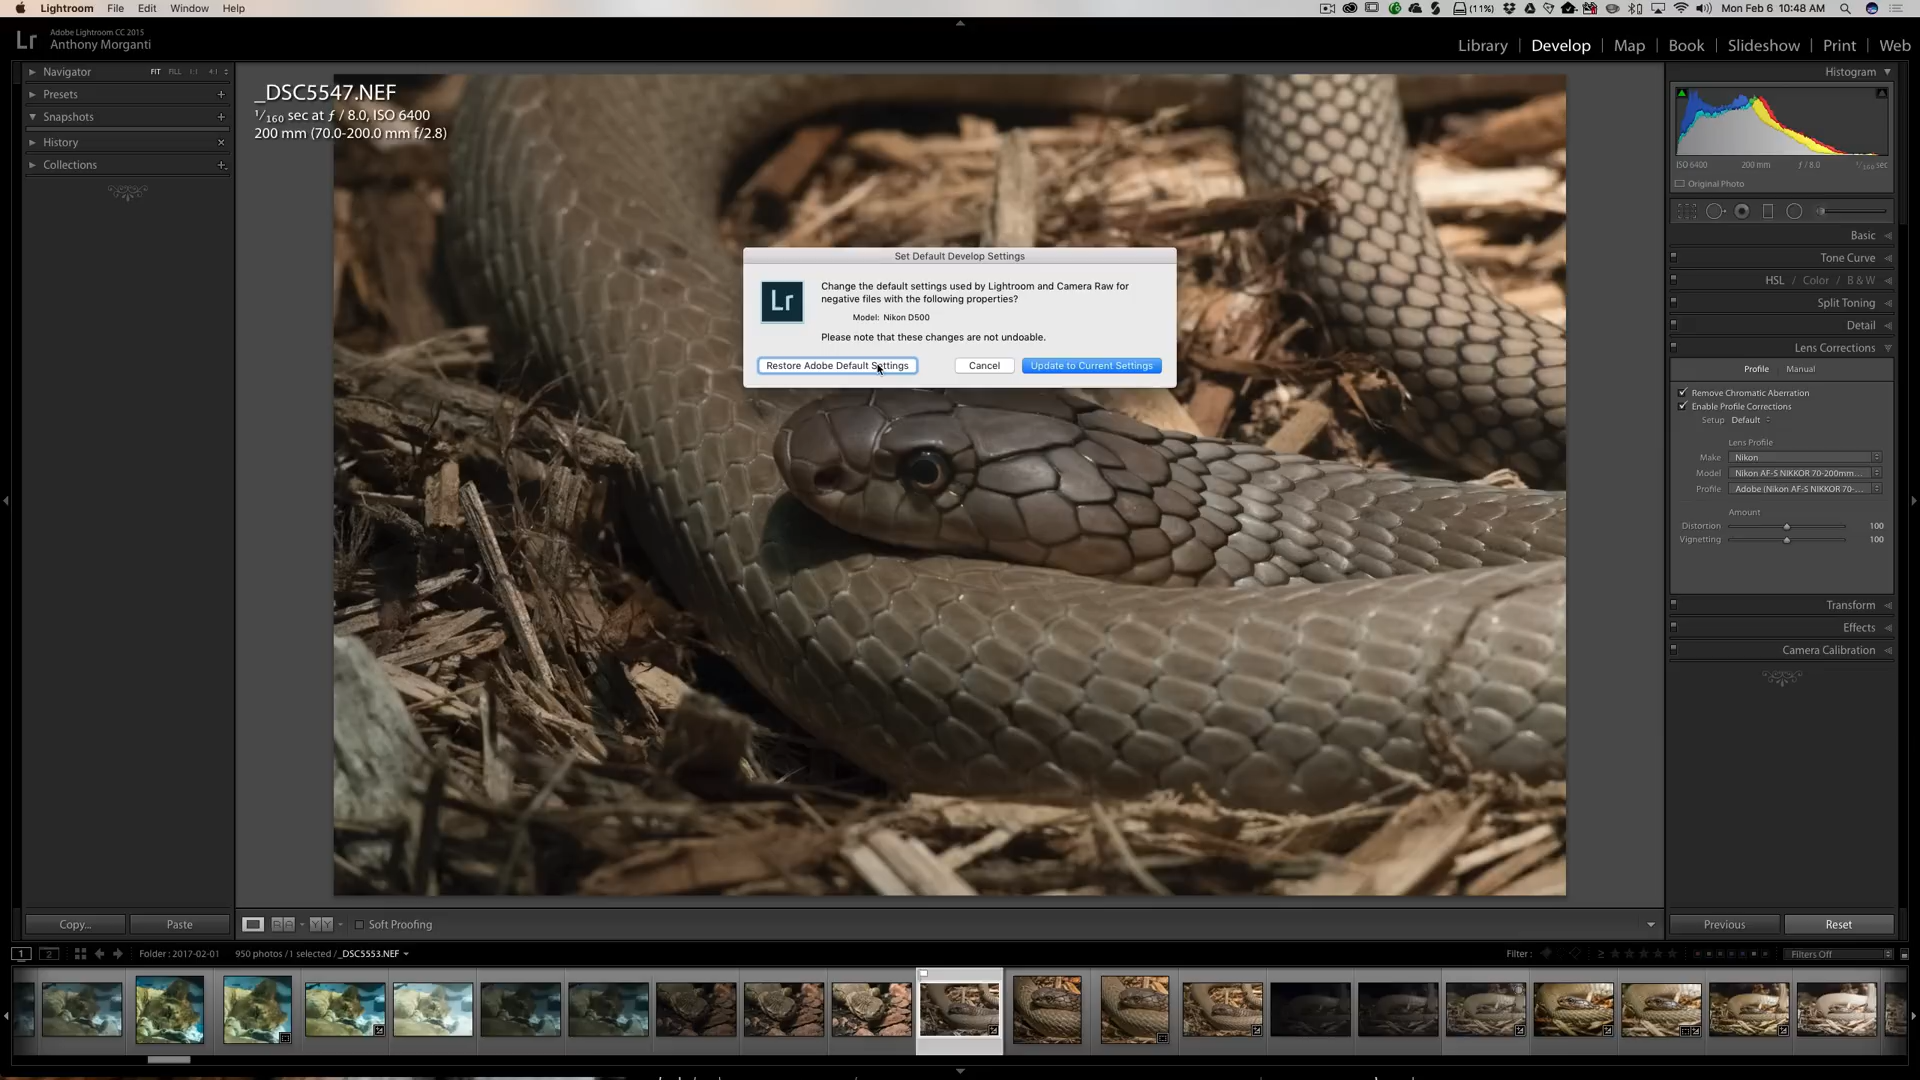 Lightroom File Edit Window Help
(11%) Mon Feb 6 10:48 AM
Lr Adobe Lightroom CC 2015
Anthony Morganti
Library Develop Map Book Slideshow Print Web
Navigator FIT FILL 1:1 4:1
Presets
Snapshots
History
Collections
_DSC5547.NEF
1/160 sec at ƒ / 8.0, ISO 6400
200 mm (70.0-200.0 mm f/2.8)
Set Default Develop Settings
Lr
Change the default settings used by Lightroom and Camera Raw for
negative files with the following properties?
Model: Nikon D500
Please note that these changes are not undoable.
Restore Adobe Default Settings Cancel Update to Current Settings
Histogram
ISO 6400 200 mm ƒ / 8.0 1/160 sec
Original Photo
Basic
Tone Curve
HSL / Color / B & W
Split Toning
Detail
Lens Corrections
Profile Manual
Remove Chromatic Aberration
Enable Profile Corrections
Setup Default
Lens Profile
Make Nikon
Model Nikon AF-S NIKKOR 70-200mm...
Profile Adobe (Nikon AF-S NIKKOR 70-...
Amount
Distortion 100
Vignetting 100
Transform
Effects
Camera Calibration
Copy... Paste
Soft Proofing
Previous Reset
1 2 Folder : 2017-02-01 950 photos / 1 selected / _DSC5553.NEF
Filter : Filters Off